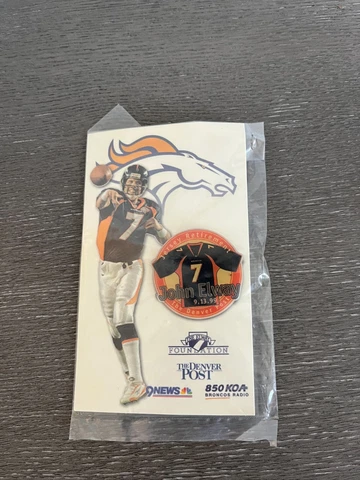 7
Jersey Retirement
7
John Elway
9.13.99
The Denver Post
FOUNDATION
THE DENVER POST
9NEWS
850 KOA
BRONCOS RADIO